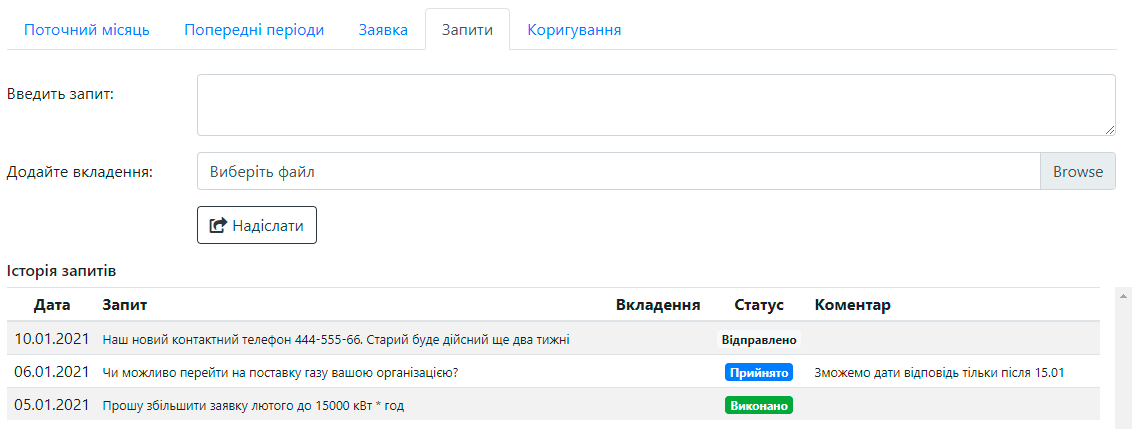 Поточний місяць Попередні періоди Заявка Запити Коригування
Введить запит:
Додайте вкладення: Виберіть файл Browse
Надіслати
Історія запитів
Дата Запит Вкладення Статус Коментар
10.01.2021 Наш новий контактний телефон 444-555-66. Старий буде дійсний ще два тижні Відправлено
06.01.2021 Чи можливо перейти на поставку газу вашою організацією? Прийнято Зможемо дати відповідь тільки після 15.01
05.01.2021 Прошу збільшити заявку лютого до 15000 кВт * год Виконано